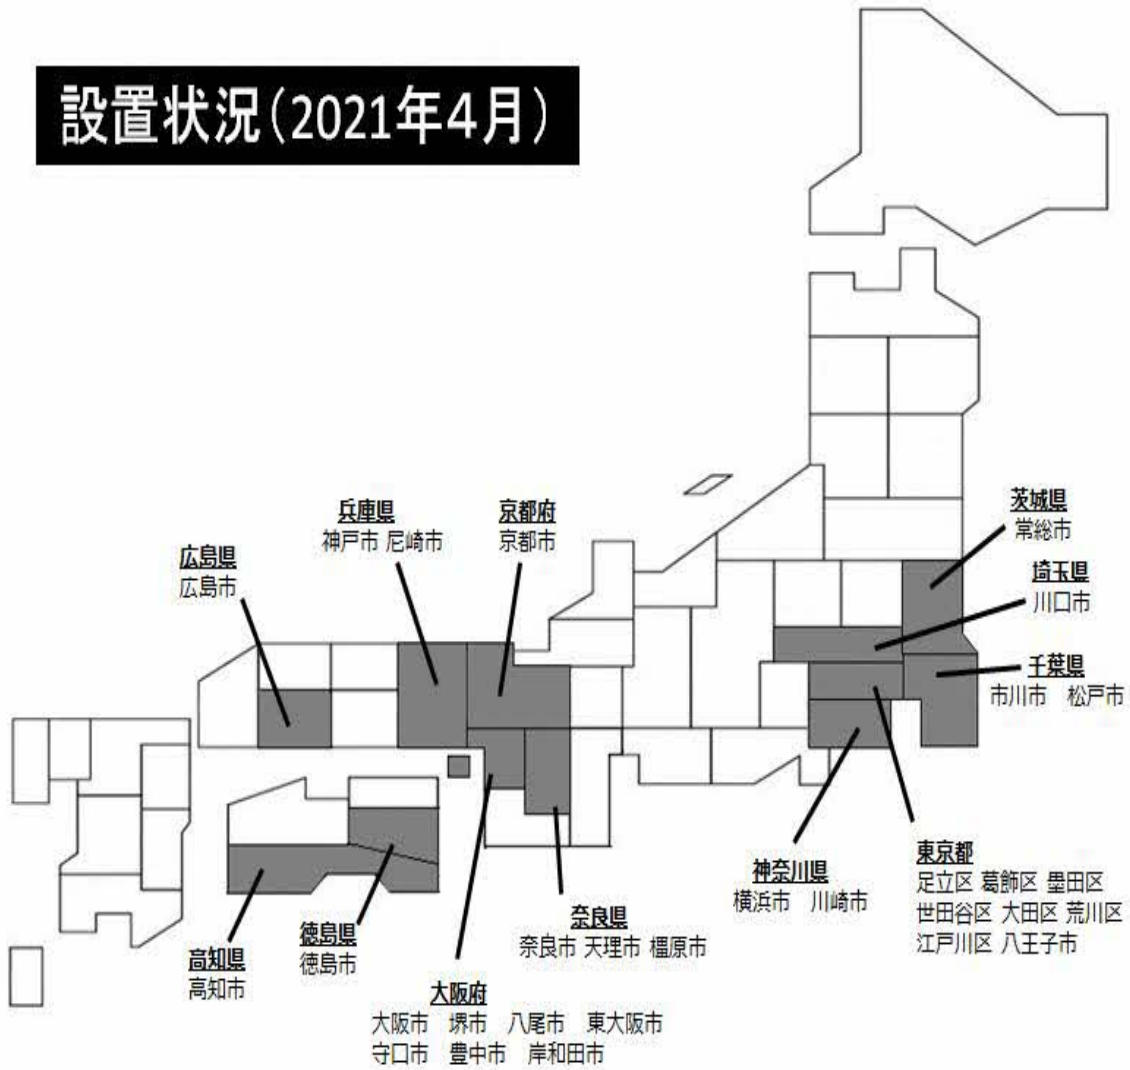 設置状況（2021年4月）
兵庫県
神戸市 尼崎市
京都府
京都市
広島県
広島市
茨城県
常総市
埼玉県
川口市
千葉県
市川市　松戸市
東京都
足立区 葛飾区 墨田区
世田谷区 大田区 荒川区
江戸川区 八王子市
神奈川県
横浜市　川崎市
奈良県
奈良市 天理市 橿原市
徳島県
徳島市
高知県
高知市
大阪府
大阪市　堺市　八尾市　東大阪市
守口市　豊中市　岸和田市